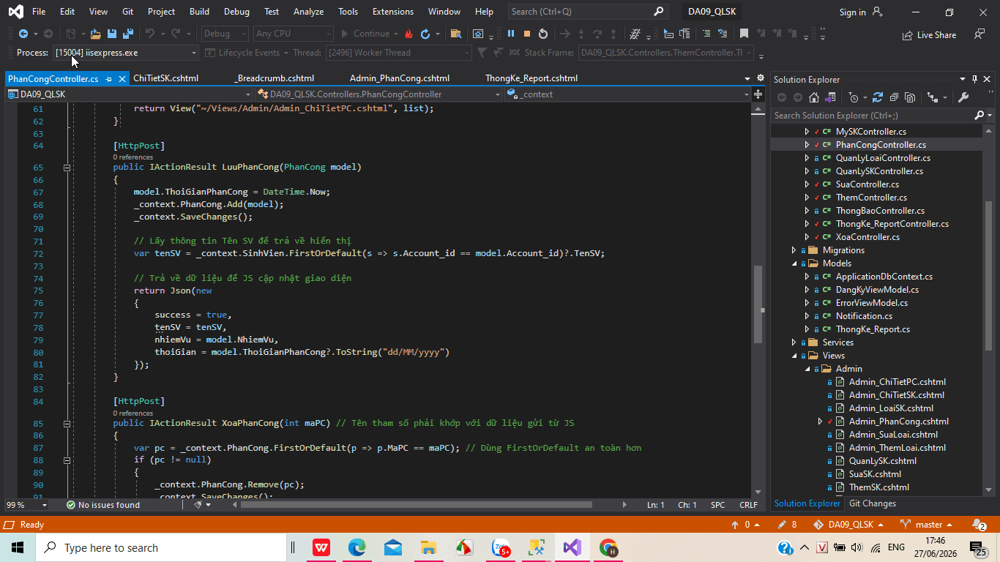 File Edit View Git Project Build Debug Test Analyze Tools Extensions Window Help Search (Ctrl+Q) DA09_QLSK Sign in
Debug Any CPU Continue Live Share
Process: [15004] iisexpress.exe Lifecycle Events Thread: [2496] Worker Thread Stack Frame: DA09_QLSK.Controllers.ThemController.Th
PhanCongController.cs ChiTietSK.cshtml _Breadcrumb.cshtml Admin_PhanCong.cshtml ThongKe_Report.cshtml
DA09_QLSK DA09_QLSK.Controllers.PhanCongController _context
61 return View("~/Views/Admin/Admin_ChiTietPC.cshtml", list);
62 }
63
64 [HttpPost]
0 references
65 public IActionResult LuuPhanCong(PhanCong model)
66 {
67 model.ThoiGianPhanCong = DateTime.Now;
68 _context.PhanCong.Add(model);
69 _context.SaveChanges();
70
71 // Lấy thông tin Tên SV để trả về hiển thị
72 var tenSV = _context.SinhVien.FirstOrDefault(s => s.Account_id == model.Account_id)?.TenSV;
73
74 // Trả về dữ liệu để JS cập nhật giao diện
75 return Json(new
76 {
77 success = true,
78 tenSV = tenSV,
79 nhiemVu = model.NhiemVu,
80 thoiGian = model.ThoiGianPhanCong?.ToString("dd/MM/yyyy")
81 });
82 }
83
84 [HttpPost]
0 references
85 public IActionResult XoaPhanCong(int maPC) // Tên tham số phải khớp với dữ liệu gửi từ JS
86 {
87 var pc = _context.PhanCong.FirstOrDefault(p => p.MaPC == maPC); // Dùng FirstOrDefault an toàn hơn
88 if (pc != null)
89 {
90 _context.PhanCong.Remove(pc);
91 _context.SaveChanges();
99 % No issues found Ln: 1 Ch: 1 SPC CRLF
Solution Explorer
Search Solution Explorer (Ctrl+;)
C# MySKController.cs
C# PhanCongController.cs
C# QuanLyLoaiController.cs
C# QuanLySKController.cs
C# SuaController.cs
C# ThemController.cs
C# ThongBaoController.cs
C# ThongKe_ReportController.cs
C# XoaController.cs
Migrations
Models
C# ApplicationDbContext.cs
C# DangKyViewModel.cs
C# ErrorViewModel.cs
C# Notification.cs
C# ThongKe_Report.cs
Services
Views
Admin
Admin_ChiTietPC.cshtml
Admin_ChiTietSK.cshtml
Admin_LoaiSK.cshtml
Admin_PhanCong.cshtml
Admin_SuaLoai.cshtml
Admin_ThemLoai.cshtml
QuanLySK.cshtml
SuaSK.cshtml
ThemSK.cshtml
Solution Explorer Git Changes
Ready 0 8 DA09_QLSK master 2
Type here to search 5+ H ENG 17:46
27/06/2026 25